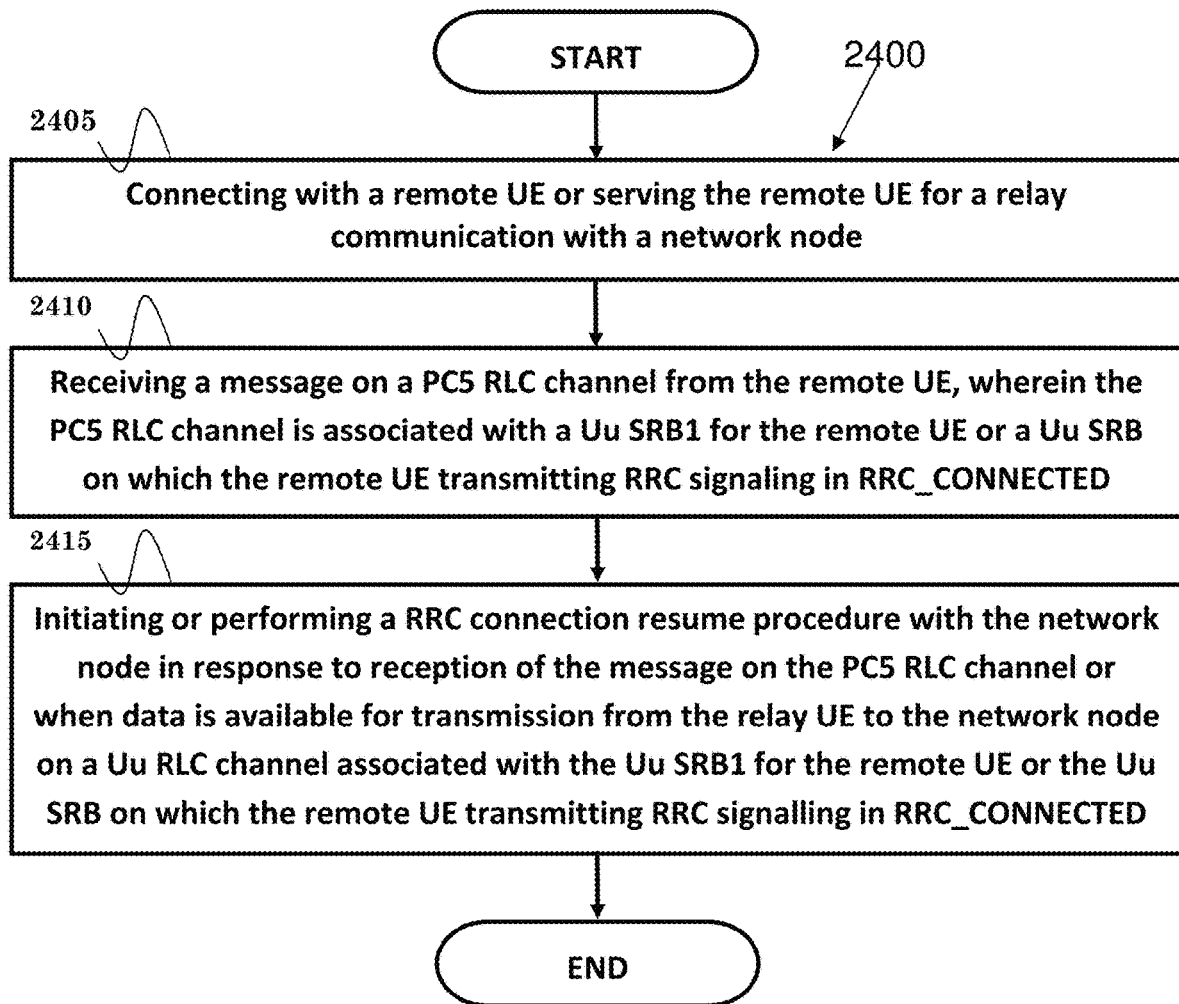 START
2400
2405
Connecting with a remote UE or serving the remote UE for a relay
communication with a network node
2410
Receiving a message on a PC5 RLC channel from the remote UE, wherein the
PC5 RLC channel is associated with a Uu SRB1 for the remote UE or a Uu SRB
on which the remote UE transmitting RRC signaling in RRC_CONNECTED
2415
Initiating or performing a RRC connection resume procedure with the network
node in response to reception of the message on the PC5 RLC channel or
when data is available for transmission from the relay UE to the network node
on a Uu RLC channel associated with the Uu SRB1 for the remote UE or the Uu
SRB on which the remote UE transmitting RRC signalling in RRC_CONNECTED
END